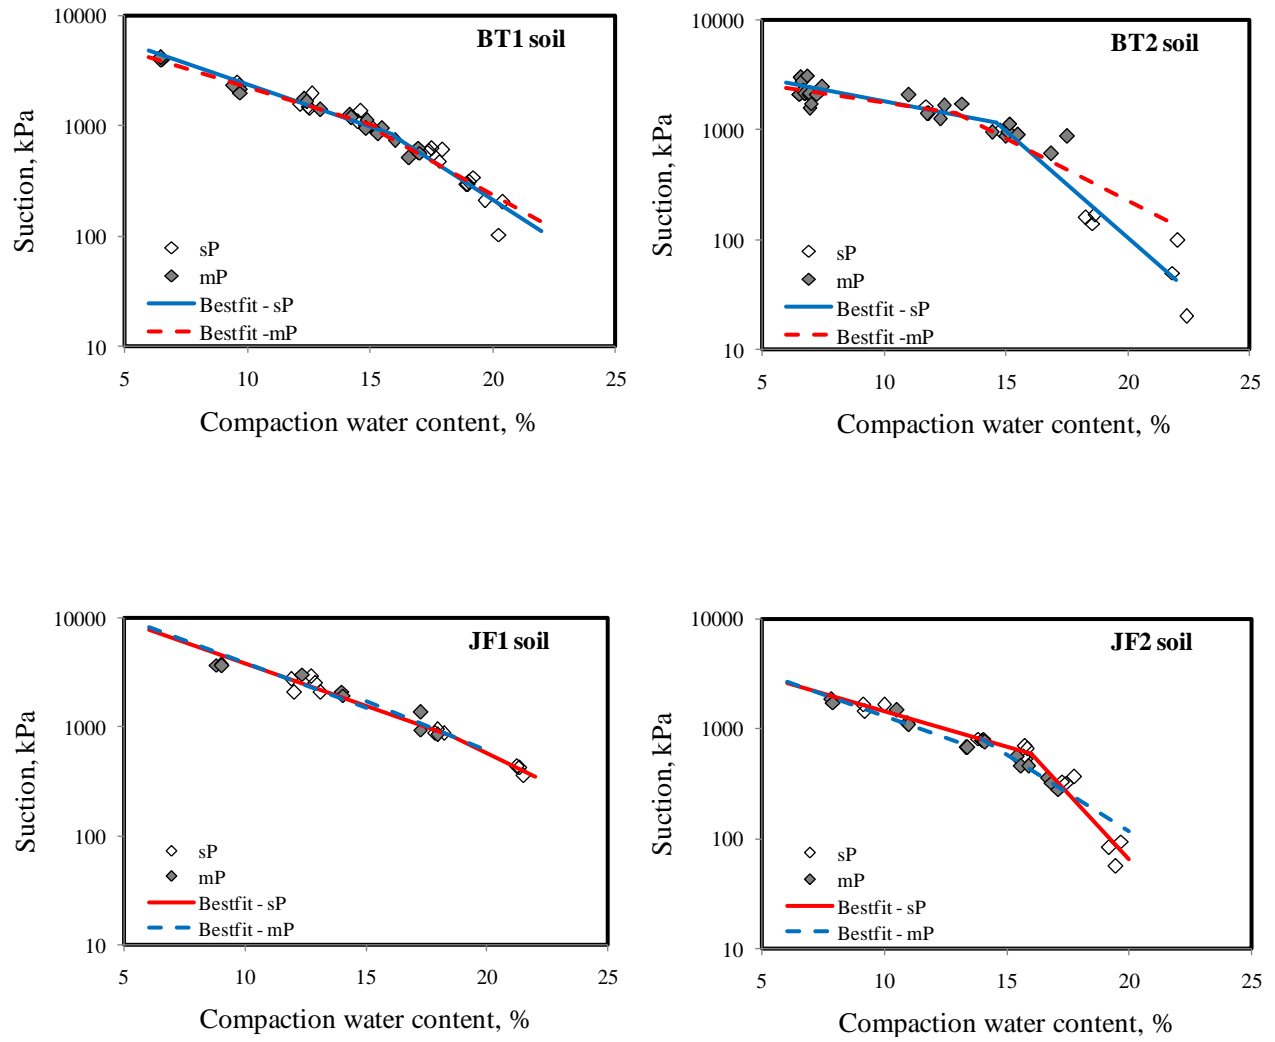 BT1 soil
10000
1000
100
10
Suction, kPa
sP
mP
Bestfit - sP
Bestfit -mP
5 10 15 20 25
Compaction water content, %
BT2 soil
10000
1000
100
10
Suction, kPa
sP
mP
Bestfit - sP
Bestfit -mP
5 10 15 20 25
Compaction water content, %
JF1 soil
10000
1000
100
10
Suction, kPa
sP
mP
Bestfit - sP
Bestfit - mP
5 10 15 20 25
Compaction water content, %
JF2 soil
10000
1000
100
10
Suction, kPa
sP
mP
Bestfit - sP
Bestfit - mP
5 10 15 20 25
Compaction water content, %